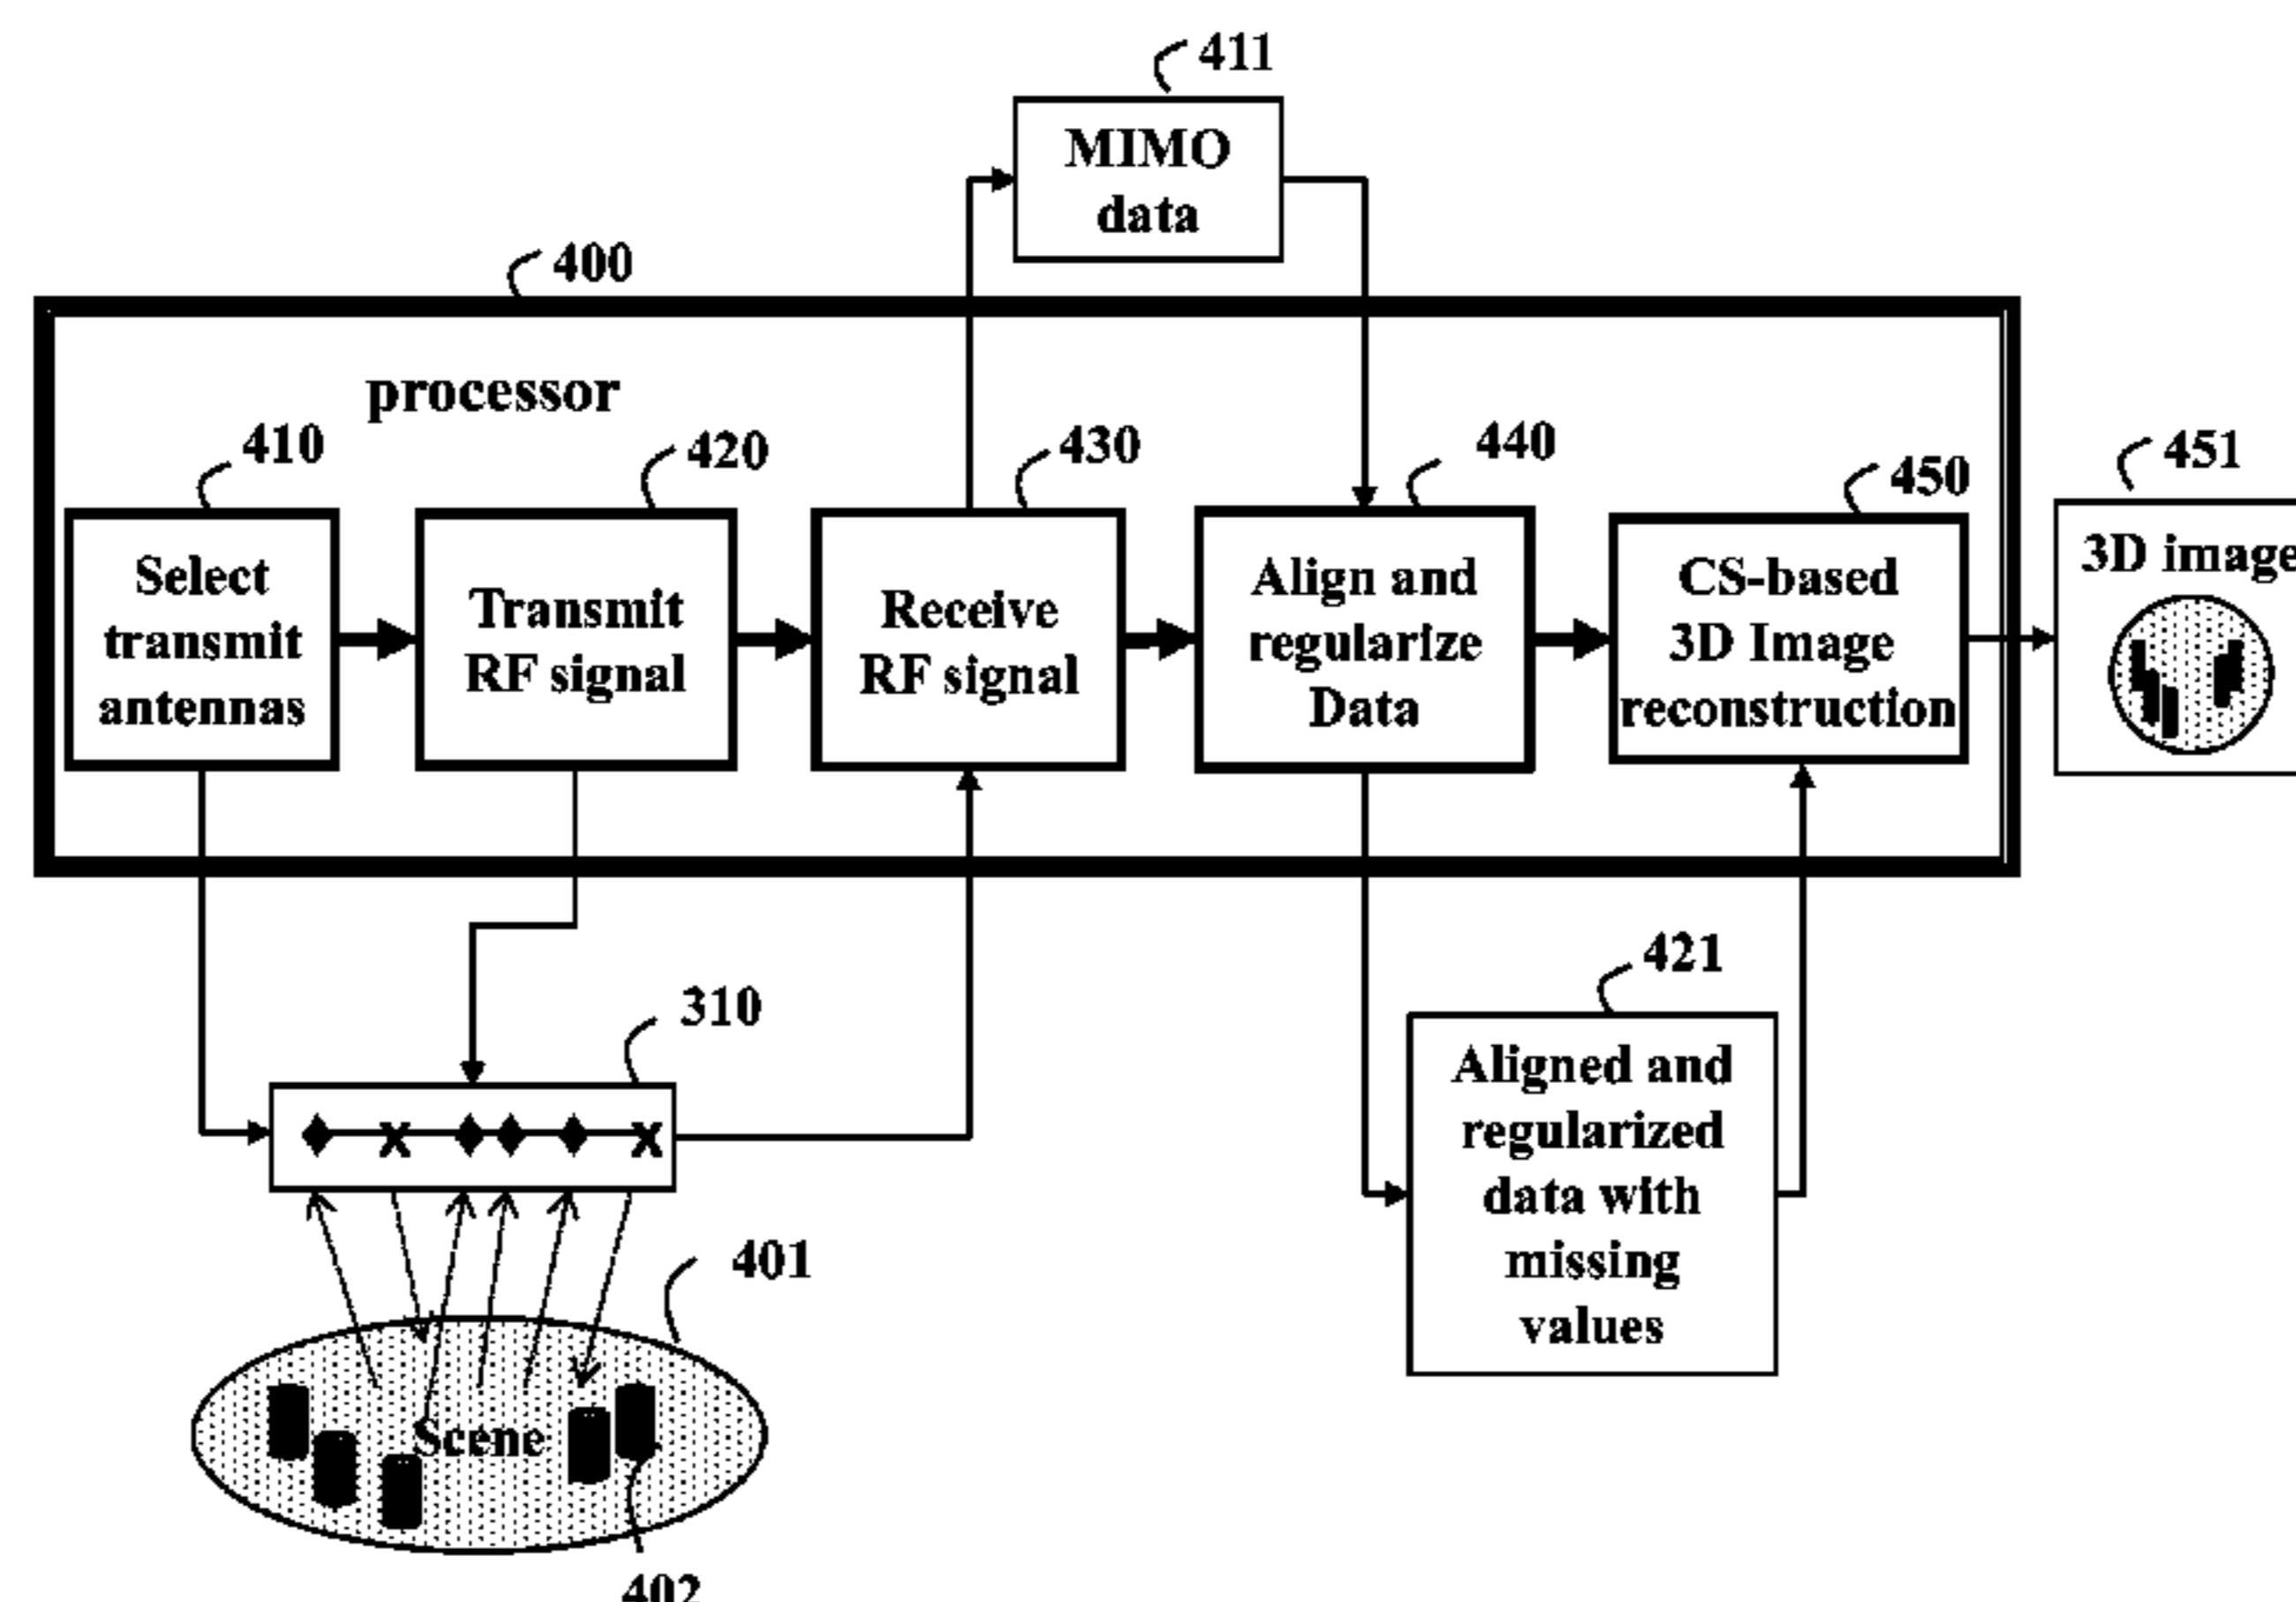 411
MIMO
data
400
processor
410
420
430
440
450
451
Select
transmit
antennas
Transmit
RF signal
Receive
RF signal
Align and
regularize
Data
CS-based
3D Image
reconstruction
3D image
421
310
x
x
Aligned and
regularized
data with
missing
values
401
Scene
402